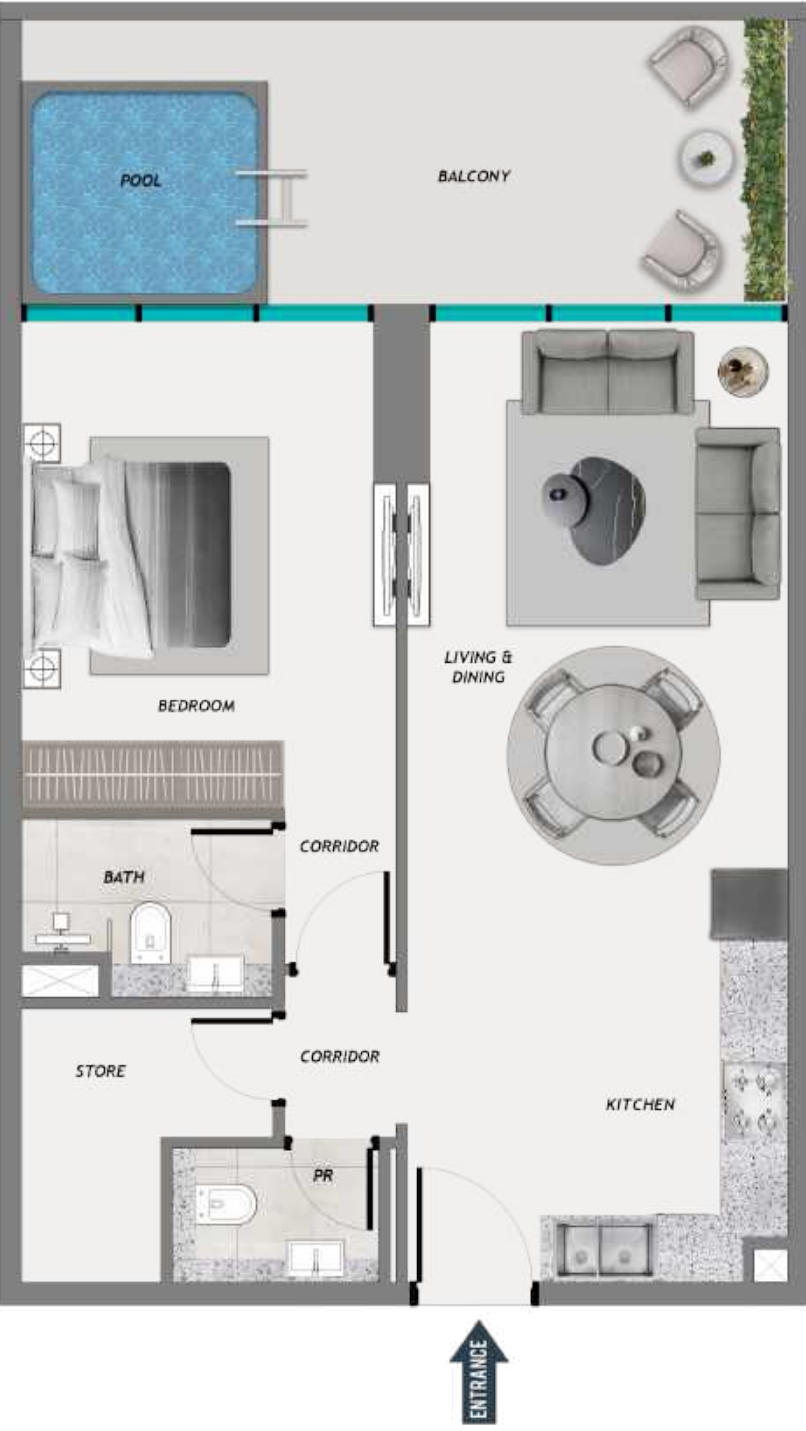 POOL
BALCONY
LIVING &
DINING
BEDROOM
CORRIDOR
BATH
CORRIDOR
STORE
KITCHEN
PR
ENTRANCE